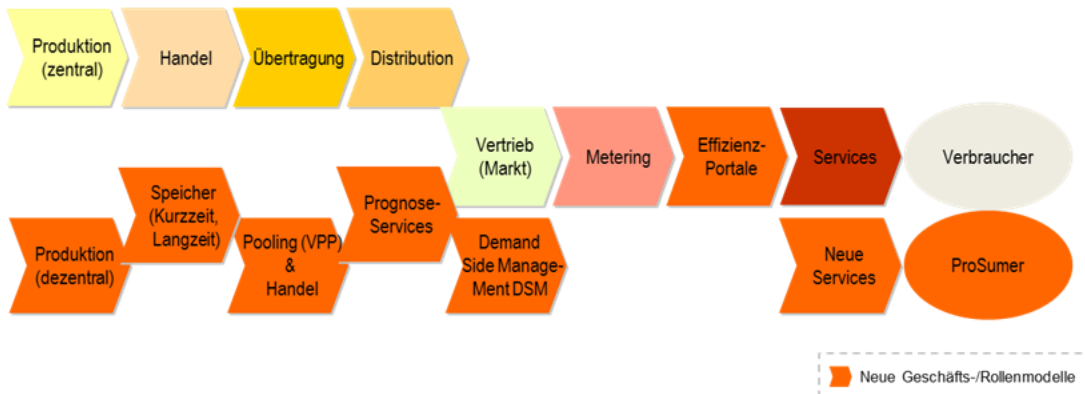 Produktion
(zentral)
Handel
Übertragung
Distribution
Vertrieb
(Markt)
Metering
Effizienz-
Portale
Services
Verbraucher
Speicher
(Kurzzeit,
Langzeit)
Prognose-
Services
Produktion
(dezentral)
Pooling (VPP)
&
Handel
Demand
Side Manage-
Ment DSM
Neue
Services
ProSumer
Neue Geschäfts-/Rollenmodelle